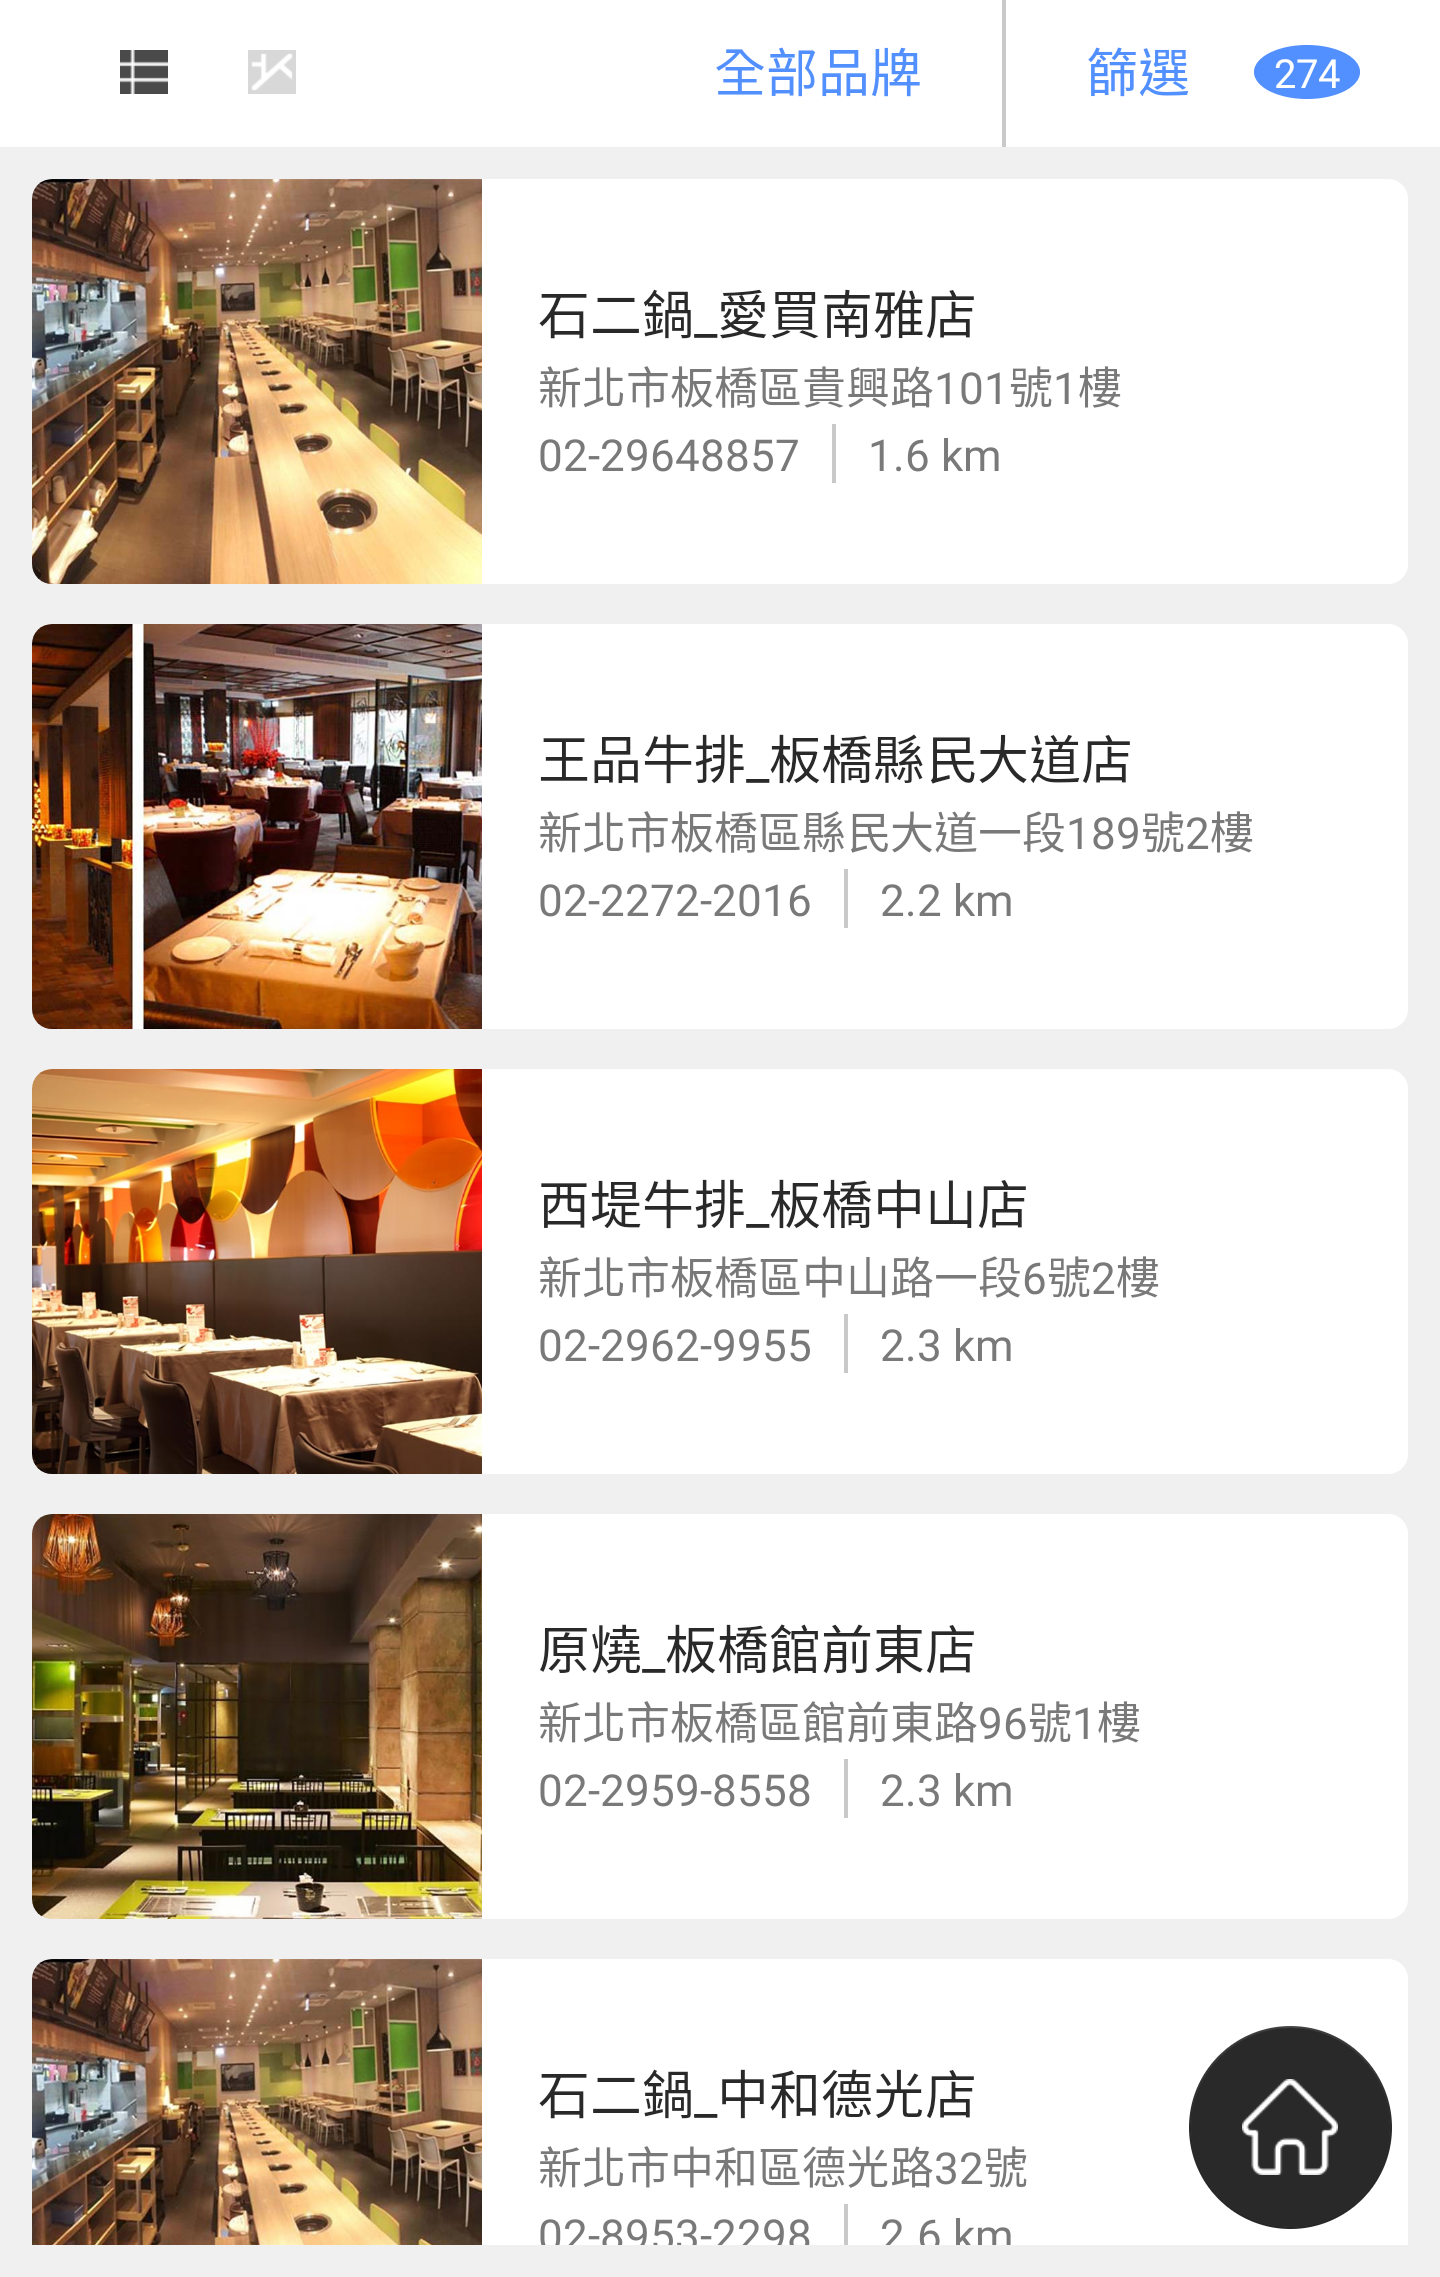 全部品牌
篩選
274
石二鍋_愛買南雅店
新北市板橋區貴興路101號1樓
02-29648857
1.6 km
王品牛排_板橋縣民大道店
新北市板橋區縣民大道一段189號2樓
02-2272-2016
2.2 km
西堤牛排_板橋中山店
新北市板橋區中山路一段6號2樓
02-2962-9955
2.3 km
原燒_板橋館前東店
新北市板橋區館前東路96號1樓
02-2959-8558
2.3 km
石二鍋_中和德光店
新北市中和區德光路32號
02-8953-2298
2.6 km